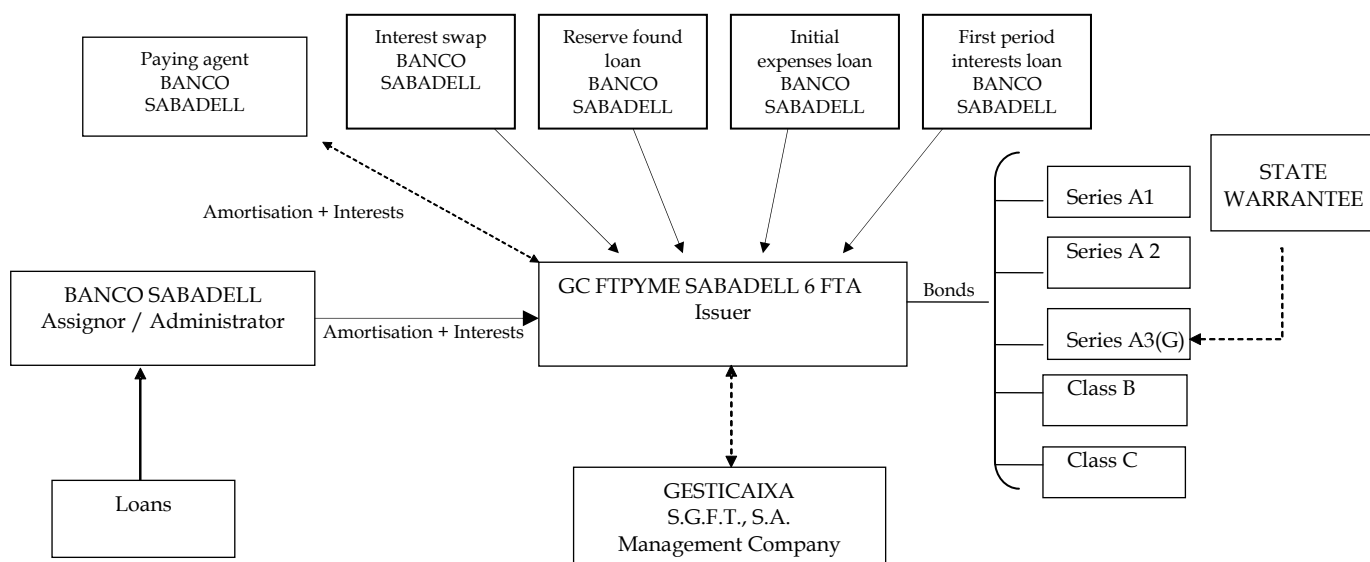 Paying agent
BANCO
SABADELL
Interest swap
BANCO
SABADELL
Reserve found
loan
BANCO
SABADELL
Initial
expenses loan
BANCO
SABADELL
First period
interests loan
BANCO
SABADELL
STATE
WARRANTEE
Amortisation + Interests
BANCO SABADELL
Assignor / Administrator
Amortisation + Interests
GC FTPYME SABADELL 6 FTA
Issuer
Bonds
Series A1
Series A 2
Series A3(G)
Class B
Class C
Loans
GESTICAIXA
S.G.F.T., S.A.
Management Company